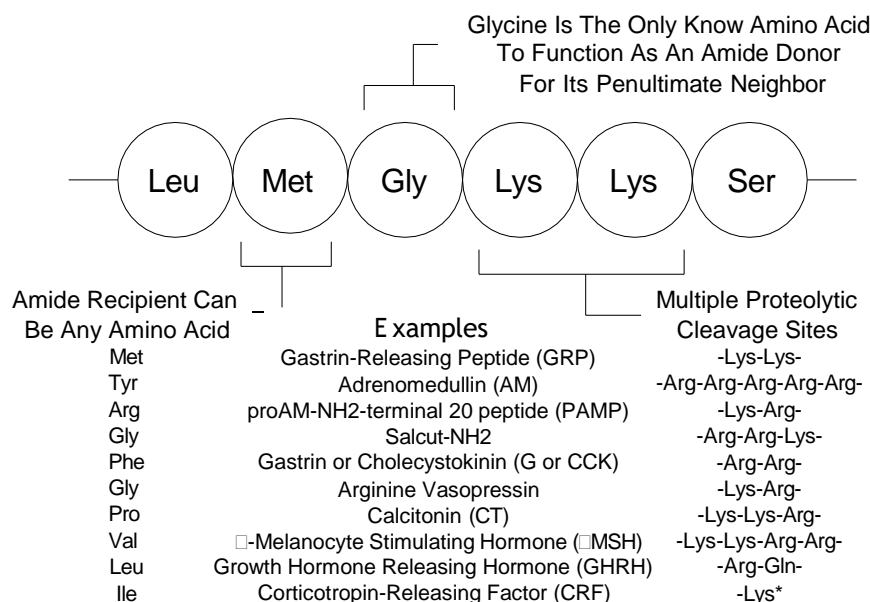 Glycine Is The Only Know Amino Acid
To Function As An Amide Donor
For Its Penultimate Neighbor
Leu Met Gly Lys Lys Ser
Amide Recipient Can
Be Any Amino Acid
Multiple Proteolytic
Cleavage Sites
Examples
Met Gastrin-Releasing Peptide (GRP) -Lys-Lys-
Tyr Adrenomedullin (AM) -Arg-Arg-Arg-Arg-Arg-
Arg proAM-NH2-terminal 20 peptide (PAMP) -Lys-Arg-
Gly Salcut-NH2 -Arg-Arg-Lys-
Phe Gastrin or Cholecystokinin (G or CCK) -Arg-Arg-
Gly Arginine Vasopressin -Lys-Arg-
Pro Calcitonin (CT) -Lys-Lys-Arg-
Val □-Melanocyte Stimulating Hormone (□MSH) -Lys-Lys-Arg-Arg-
Leu Growth Hormone Releasing Hormone (GHRH) -Arg-Gln-
Ile Corticotropin-Releasing Factor (CRF) -Lys*